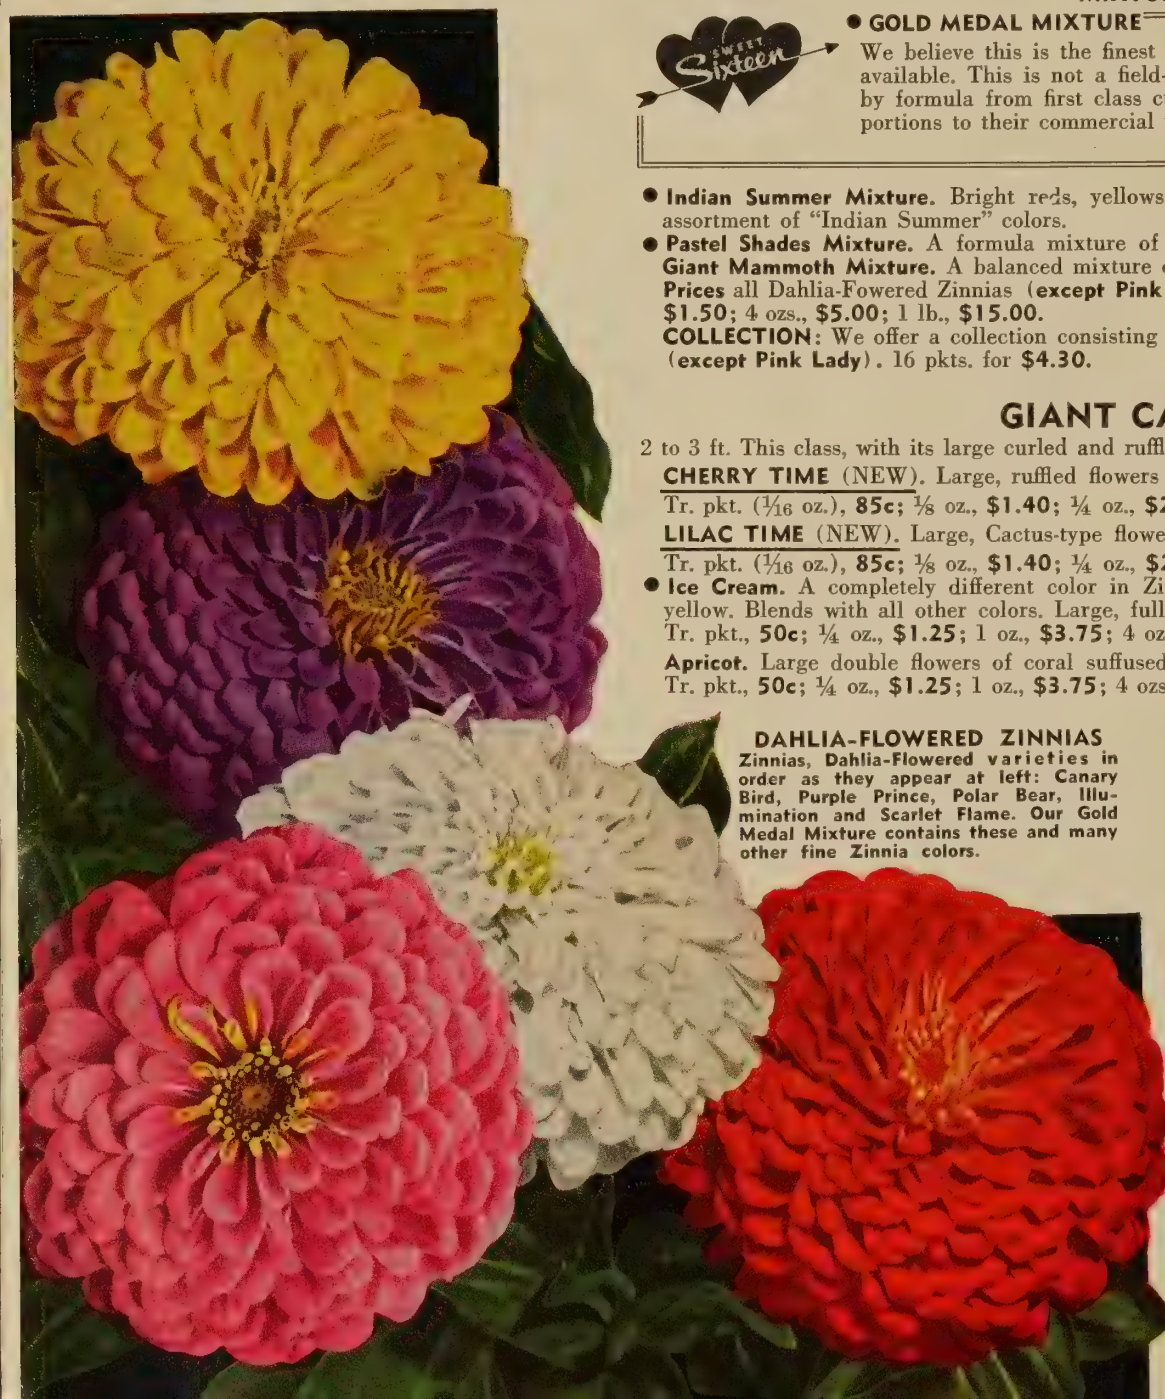 SWEET
Sixteen
● GOLD MEDAL MIXTURE
We believe this is the finest
available. This is not a field-
by formula from first class
portions to their commercial
● Indian Summer Mixture. Bright reds, yellows
assortment of “Indian Summer” colors.
● Pastel Shades Mixture. A formula mixture of
Giant Mammoth Mixture. A balanced mixture
Prices all Dahlia-Fowered Zinnias (except Pink
$1.50; 4 ozs., $5.00; 1 lb., $15.00.
COLLECTION: We offer a collection consisting
(except Pink Lady). 16 pkts. for $4.30.
GIANT CA
2 to 3 ft. This class, with its large curled and ruffl
CHERRY TIME (NEW). Large, ruffled flowers
Tr. pkt. (1⁄16 oz.), 85c; ⅛ oz., $1.40; ¼ oz., $2
LILAC TIME (NEW). Large, Cactus-type flowe
Tr. pkt. (1⁄16 oz.), 85c; ⅛ oz., $1.40; ¼ oz., $2
● Ice Cream. A completely different color in Zi
yellow. Blends with all other colors. Large, full
Tr. pkt., 50c; ¼ oz., $1.25; 1 oz., $3.75; 4 oz
Apricot. Large double flowers of coral suffused
Tr. pkt., 50c; ¼ oz., $1.25; 1 oz., $3.75; 4 ozs
DAHLIA-FLOWERED ZINNIAS
Zinnias, Dahlia-Flowered varieties in
order as they appear at left: Canary
Bird, Purple Prince, Polar Bear, Illu-
mination and Scarlet Flame. Our Gold
Medal Mixture contains these and many
other fine Zinnia colors.